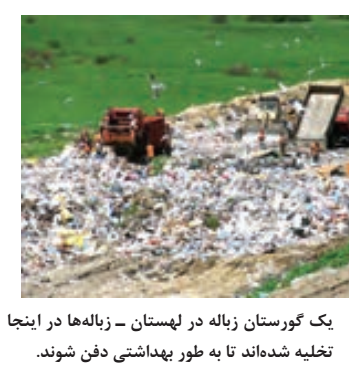 یک گورستان زباله در لهستان ـ زباله‌ها در اینجا
تخلیه شده‌اند تا به طور بهداشتی دفن شوند.